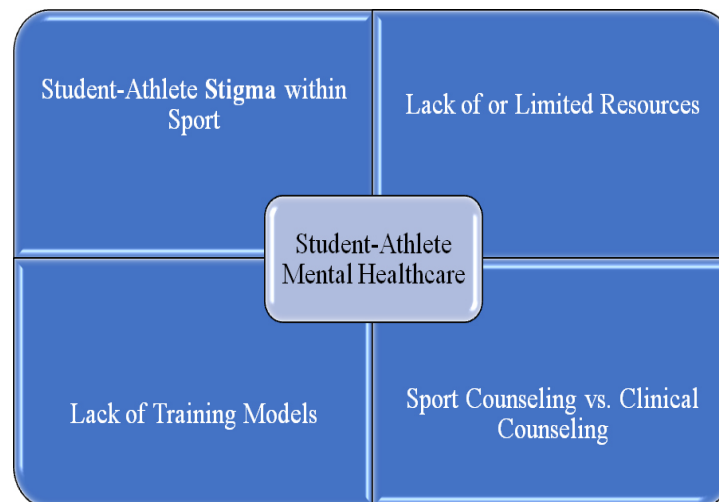 Student-Athlete Stigma within
Sport
Lack of or Limited Resources
Student-Athlete
Mental Healthcare
Lack of Training Models
Sport Counseling vs. Clinical
Counseling